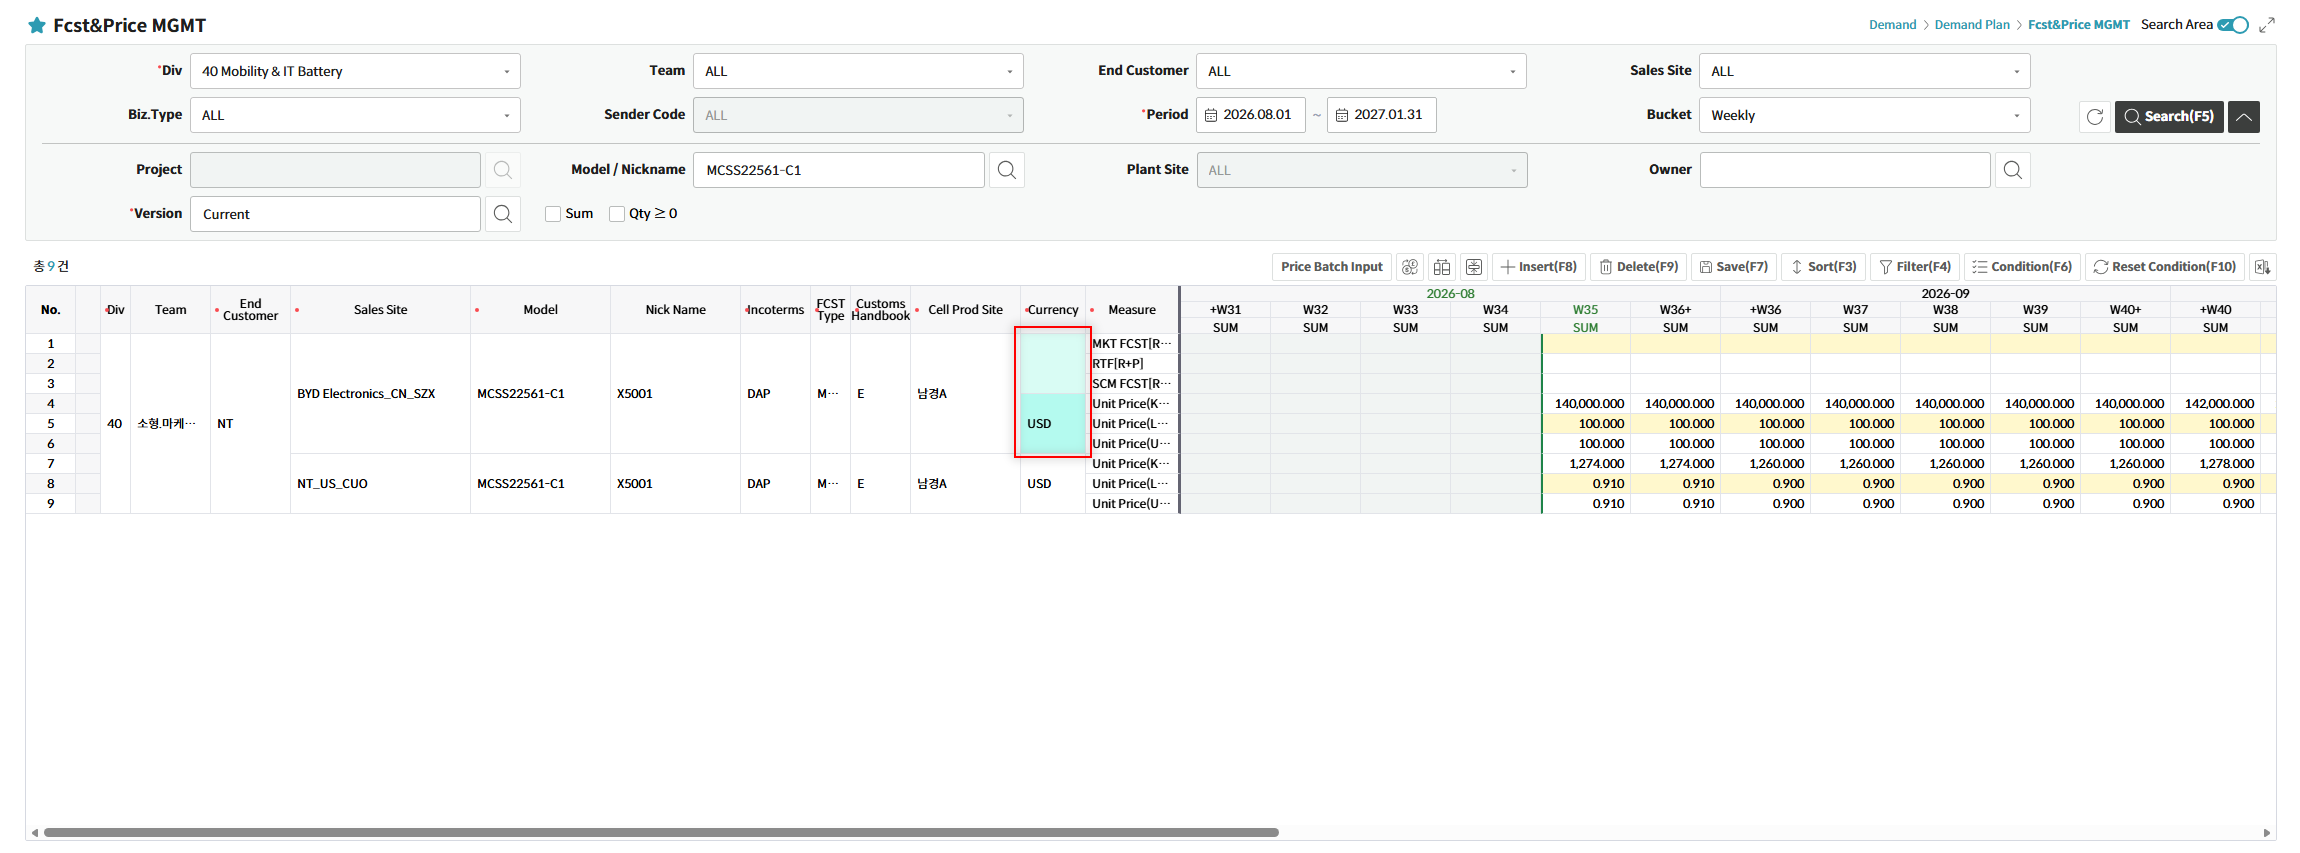 Fcst&Price MGMT
Demand > Demand Plan > Fcst&Price MGMT Search Area
*Div 40 Mobility & IT Battery Team ALL End Customer ALL Sales Site ALL
Biz.Type ALL Sender Code ALL *Period 2026.08.01 ~ 2027.01.31 Bucket Weekly Search(F5)
Project Model / Nickname MCSS22561-C1 Plant Site ALL Owner
*Version Current Sum Qty ≥ 0
총 9 건 Price Batch Input Insert(F8) Delete(F9) Save(F7) Sort(F3) Filter(F4) Condition(F6) Reset Condition(F10)
2026-08 2026-09
No. Div Team End Customer Sales Site Model Nick Name Incoterms FCST Type Customs Handbook Cell Prod Site Currency Measure +W31 W32 W33 W34 W35 W36+ +W36 W37 W38 W39 W40+ +W40
SUM SUM SUM SUM SUM SUM SUM SUM SUM SUM SUM SUM
1 MKT FCST[R···
2 RTF[R+P]
3 SCM FCST[R···
BYD Electronics_CN_SZX MCSS22561-C1 X5001 DAP M··· E 남경A
4 Unit Price(K··· 140,000.000 140,000.000 140,000.000 140,000.000 140,000.000 140,000.000 140,000.000 142,000.000
5 40 소형.마케··· NT USD Unit Price(L··· 100.000 100.000 100.000 100.000 100.000 100.000 100.000 100.000
6 Unit Price(U··· 100.000 100.000 100.000 100.000 100.000 100.000 100.000 100.000
7 Unit Price(K··· 1,274.000 1,274.000 1,260.000 1,260.000 1,260.000 1,260.000 1,260.000 1,278.000
8 NT_US_CUO MCSS22561-C1 X5001 DAP M··· E 남경A USD Unit Price(L··· 0.910 0.910 0.900 0.900 0.900 0.900 0.900 0.900
9 Unit Price(U··· 0.910 0.910 0.900 0.900 0.900 0.900 0.900 0.900